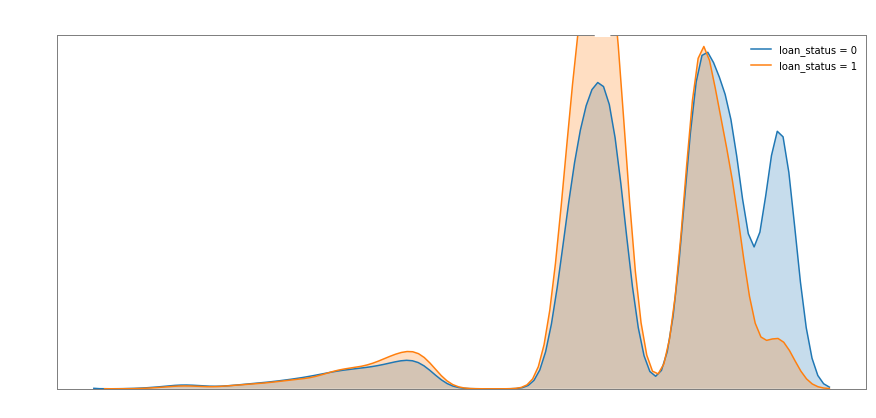 loan_status = 0
loan_status = 1